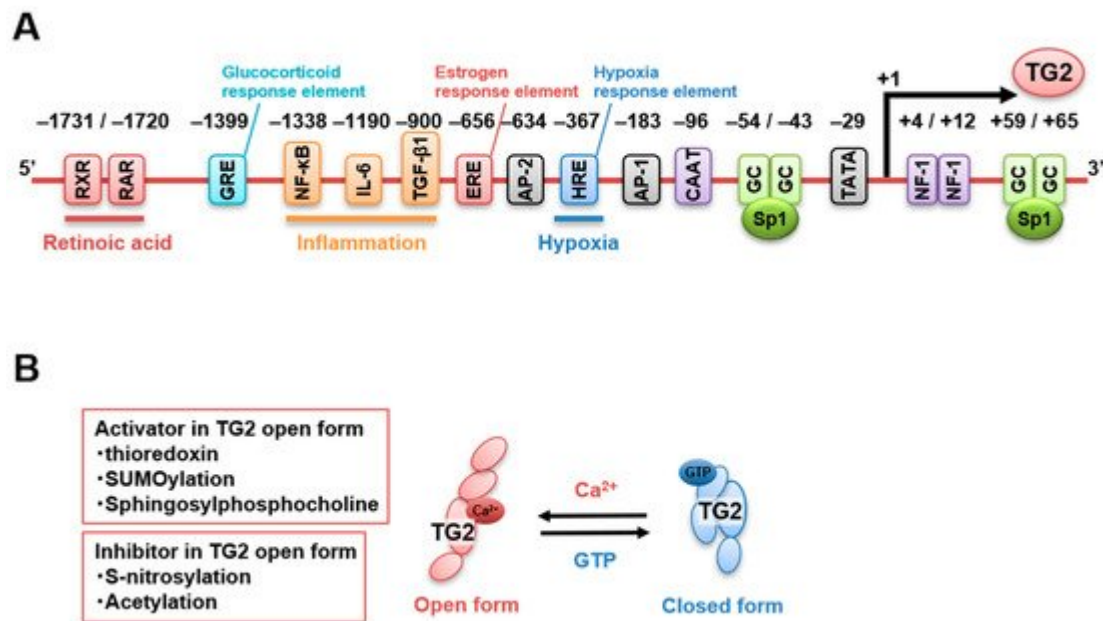 A
Glucocorticoid
response element
Estrogen
response element
Hypoxia
response element
+1
TG2
–1731 / –1720
–1399
–1338
–1190
–900
–656
–634
–367
–183
–96
–54 / –43
–29
+4 / +12
+59 / +65
5'
RXR
RAR
GRE
NF-κB
IL-6
TGF-β1
ERE
AP-2
HRE
AP-1
CAAT
GC
GC
Sp1
TATA
NF-1
NF-1
GC
GC
Sp1
3'
Retinoic acid
Inflammation
Hypoxia
B
Activator in TG2 open form
・thioredoxin
・SUMOylation
・Sphingosylphosphocholine
Inhibitor in TG2 open form
・S-nitrosylation
・Acetylation
TG2
Ca²⁺
Open form
Ca²⁺
GTP
GTP
TG2
Closed form